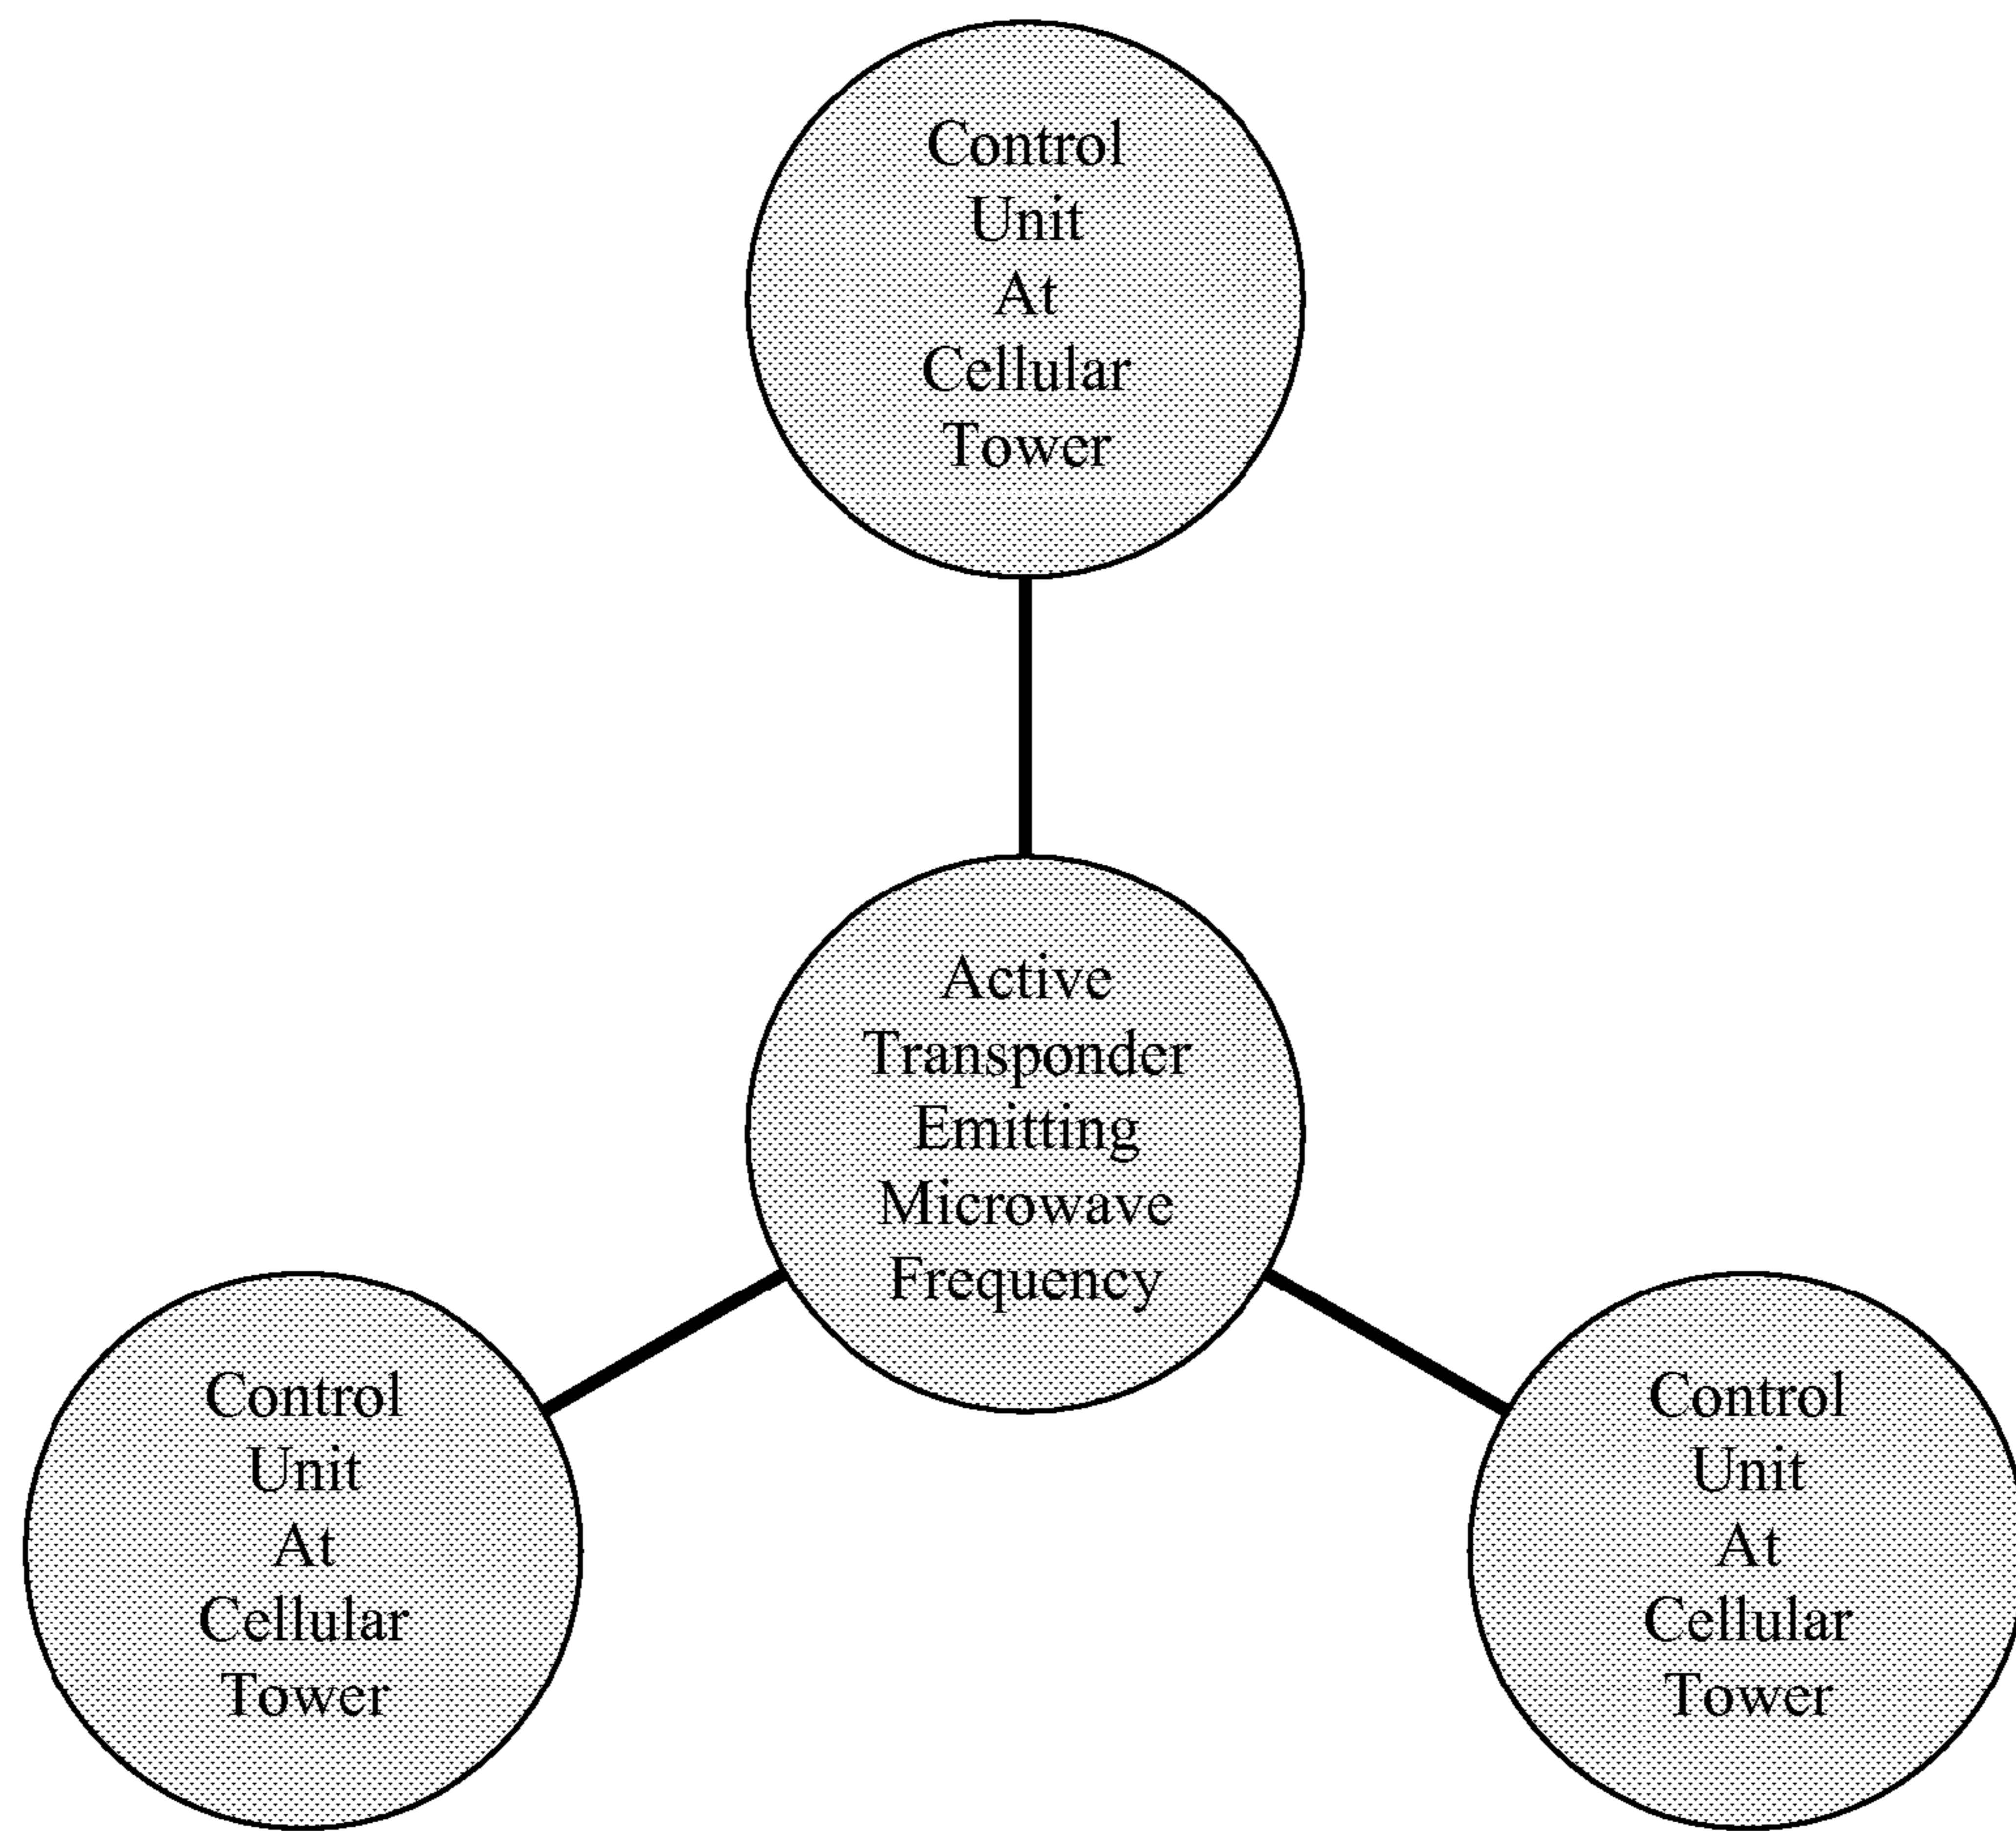 Control
Unit
At
Cellular
Tower
Active
Transponder
Emitting
Microwave
Frequency
Control
Unit
At
Cellular
Tower
Control
Unit
At
Cellular
Tower